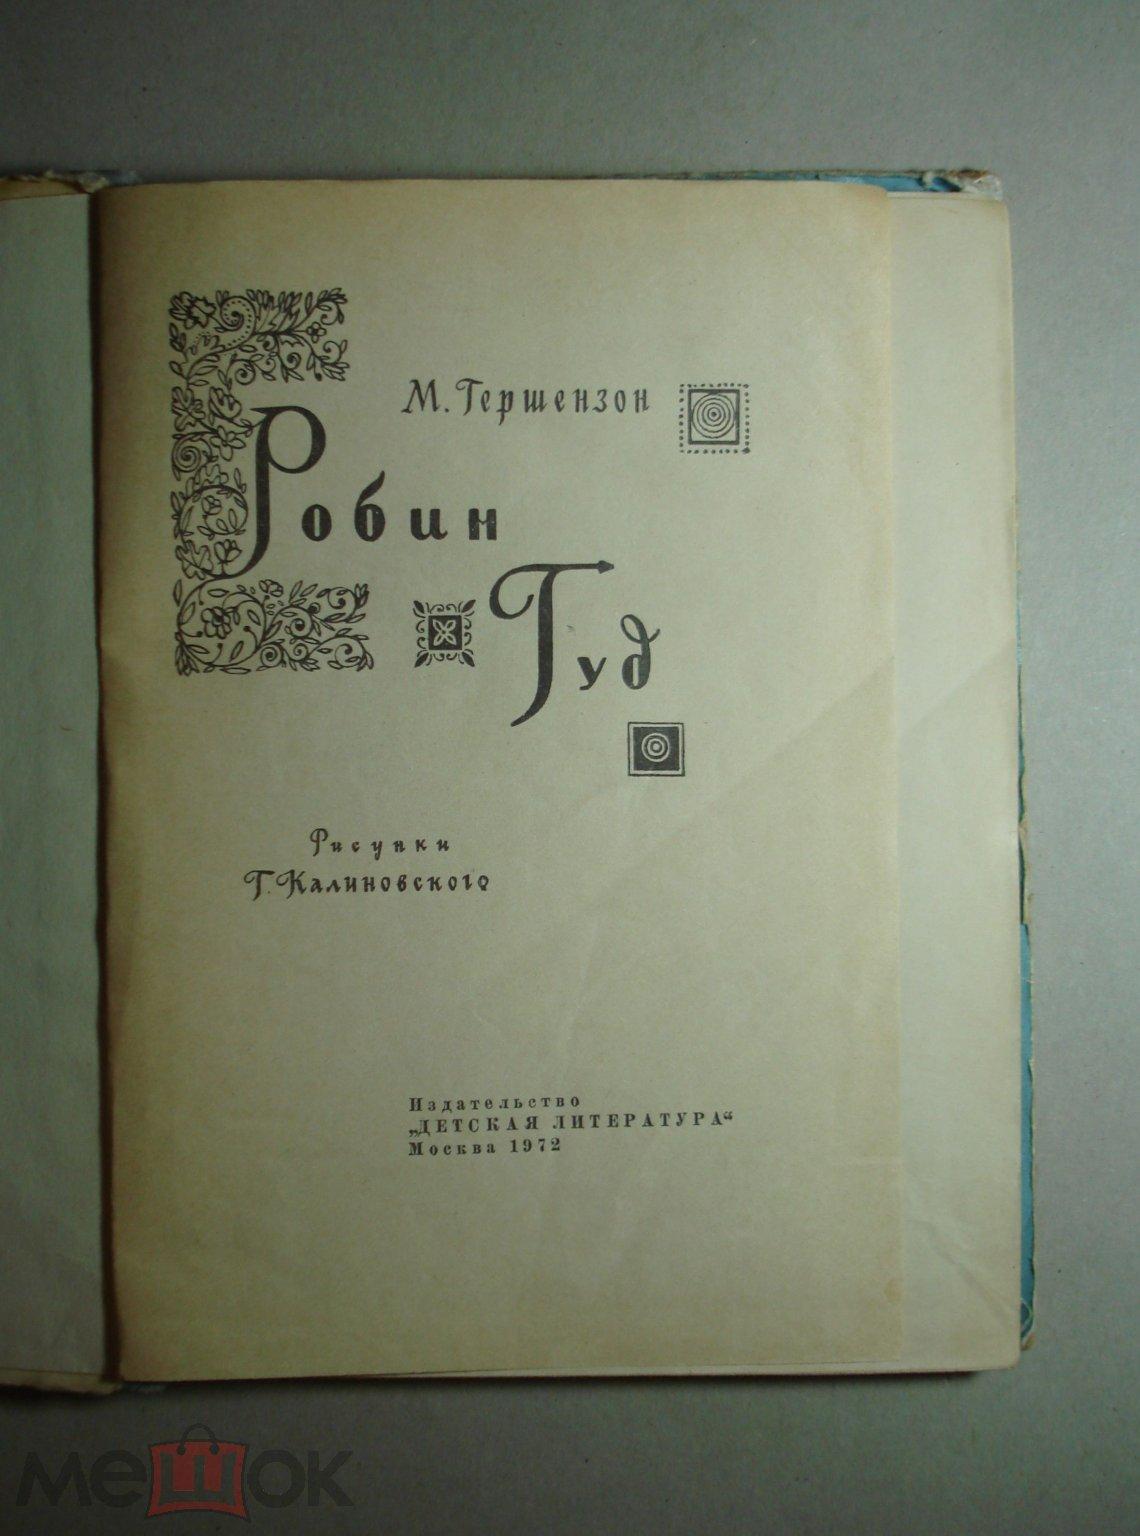 М. Гершензон
Робин
Гуд
Рисунки
Г. Калиновского
Издательство
„ДЕТСКАЯ ЛИТЕРАТУРА“
Москва 1972
мешок